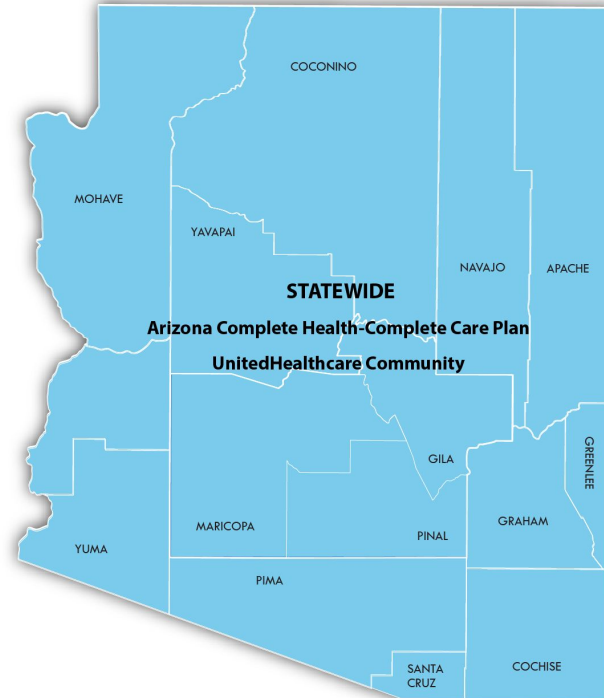 COCONINO
MOHAVE
YAVAPAI
NAVAJO
APACHE
STATEWIDE
Arizona Complete Health-Complete Care Plan
UnitedHealthcare Community
GREENLEE
GILA
MARICOPA
PINAL
GRAHAM
YUMA
PIMA
SANTA
CRUZ
COCHISE